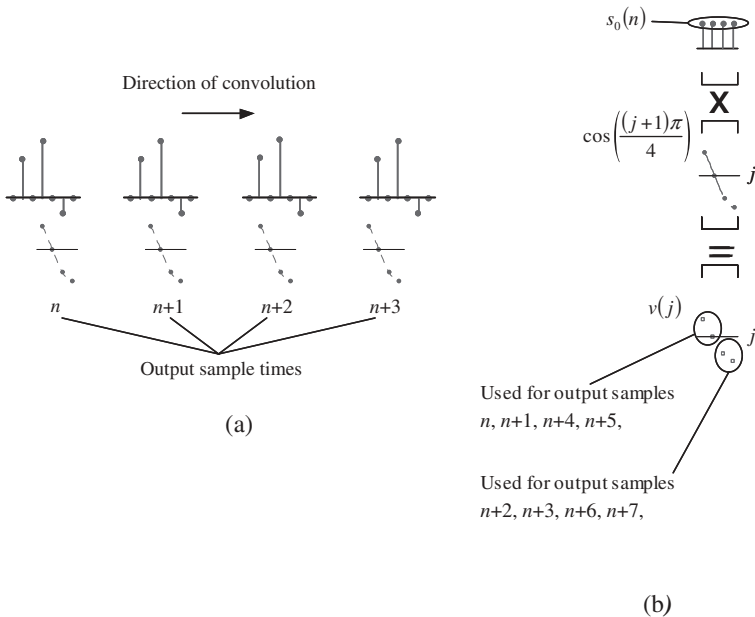 Direction of convolution
n n+1 n+2 n+3
Output sample times
(a)
s₀(n)
X
cos((j+1)π/4)
j
=
v(j)
j
Used for output samples
n, n+1, n+4, n+5,
Used for output samples
n+2, n+3, n+6, n+7,
(b)